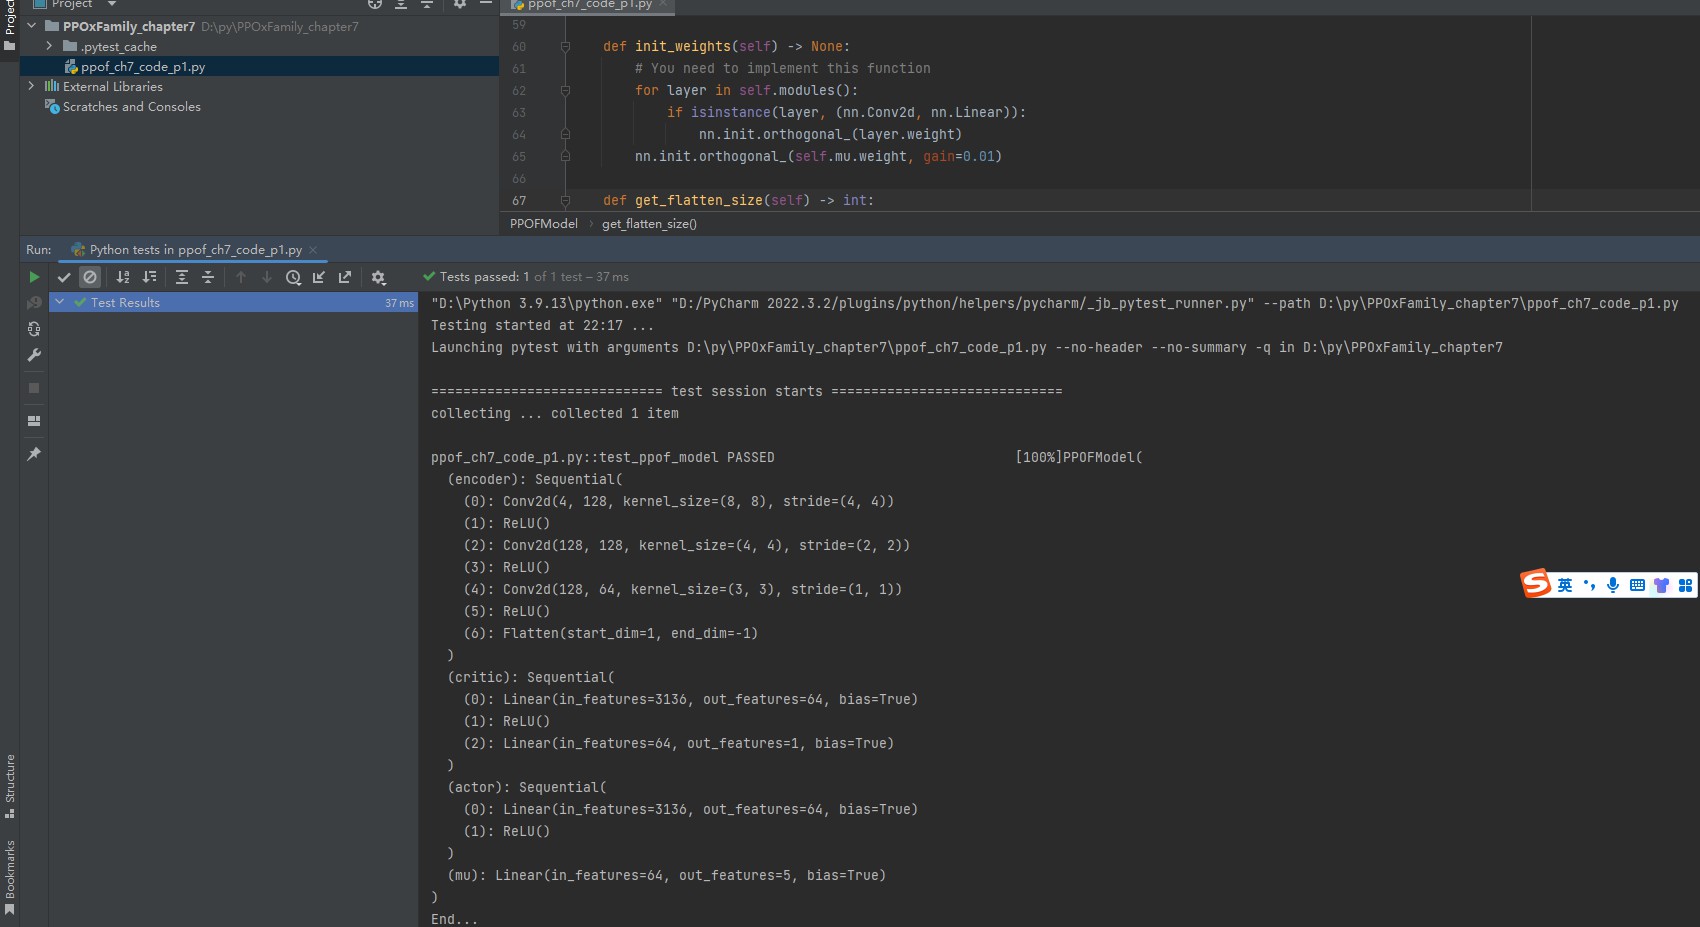 Project
ppof_ch7_code_p1.py
Project
PPOxFamily_chapter7 D:\py\PPOxFamily_chapter7
.pytest_cache
ppof_ch7_code_p1.py
External Libraries
Scratches and Consoles
59
60 def init_weights(self) -> None:
61 # You need to implement this function
62 for layer in self.modules():
63 if isinstance(layer, (nn.Conv2d, nn.Linear)):
64 nn.init.orthogonal_(layer.weight)
65 nn.init.orthogonal_(self.mu.weight, gain=0.01)
66
67 def get_flatten_size(self) -> int:
PPOFModel › get_flatten_size()
Run: Python tests in ppof_ch7_code_p1.py
Tests passed: 1 of 1 test – 37 ms
Test Results 37 ms
"D:\Python 3.9.13\python.exe" "D:/PyCharm 2022.3.2/plugins/python/helpers/pycharm/_jb_pytest_runner.py" --path D:\py\PPOxFamily_chapter7\ppof_ch7_code_p1.py
Testing started at 22:17 ...
Launching pytest with arguments D:\py\PPOxFamily_chapter7\ppof_ch7_code_p1.py --no-header --no-summary -q in D:\py\PPOxFamily_chapter7
============================= test session starts =============================
collecting ... collected 1 item
ppof_ch7_code_p1.py::test_ppof_model PASSED [100%]PPOFModel(
(encoder): Sequential(
(0): Conv2d(4, 128, kernel_size=(8, 8), stride=(4, 4))
(1): ReLU()
(2): Conv2d(128, 128, kernel_size=(4, 4), stride=(2, 2))
(3): ReLU()
(4): Conv2d(128, 64, kernel_size=(3, 3), stride=(1, 1))
(5): ReLU()
(6): Flatten(start_dim=1, end_dim=-1)
)
(critic): Sequential(
(0): Linear(in_features=3136, out_features=64, bias=True)
(1): ReLU()
(2): Linear(in_features=64, out_features=1, bias=True)
)
(actor): Sequential(
(0): Linear(in_features=3136, out_features=64, bias=True)
(1): ReLU()
)
(mu): Linear(in_features=64, out_features=5, bias=True)
)
End...
Structure
Bookmarks
S 英